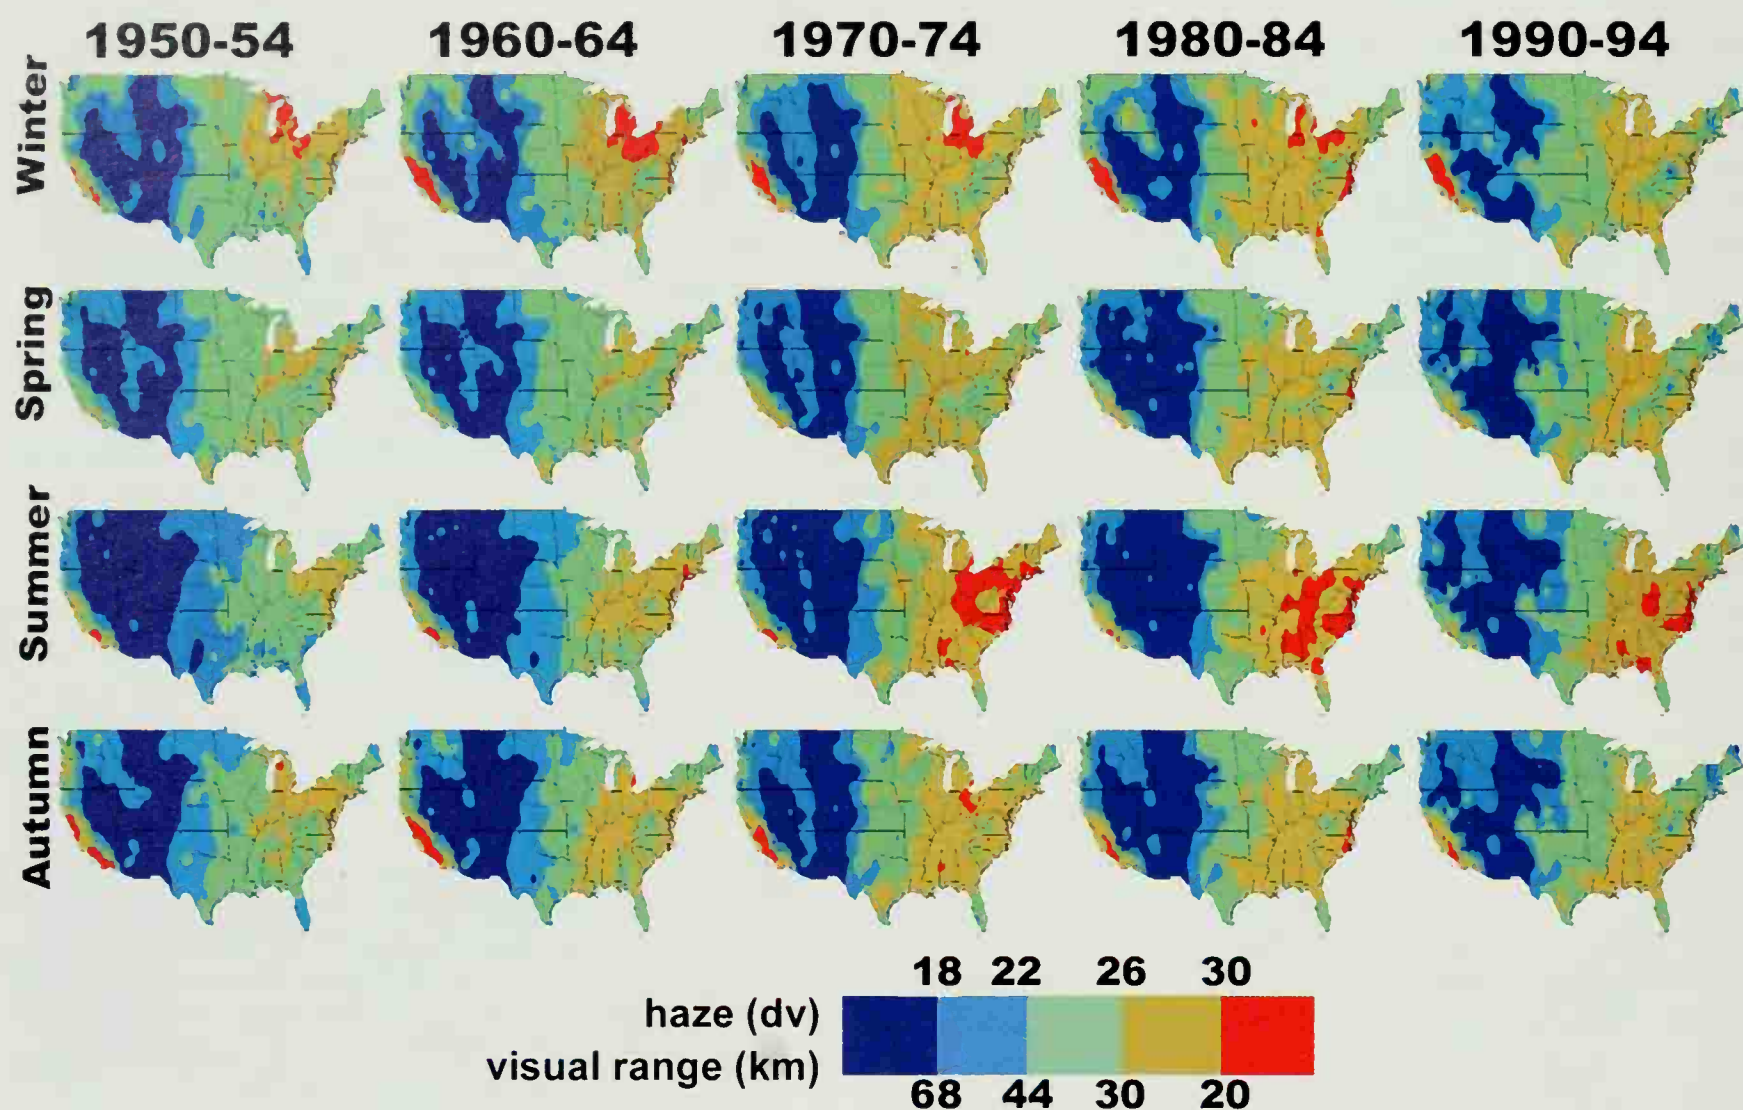 1950-54 1960-64 1970-74 1980-84 1990-94
Winter
Spring
Summer
Autumn
18 22 26 30
haze (dv)
visual range (km)
68 44 30 20